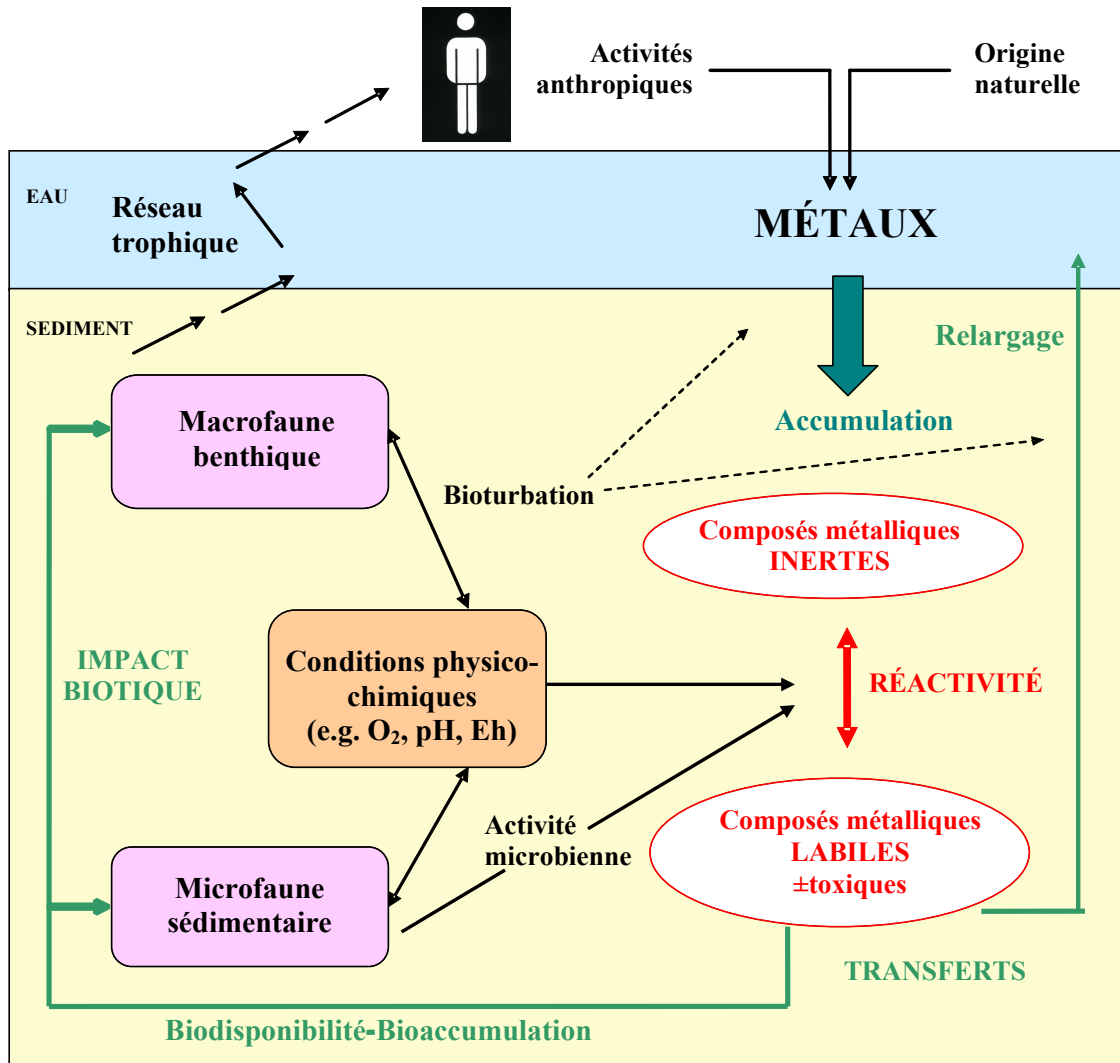 Activités
anthropiques
Origine
naturelle
EAU
Réseau
trophique
MÉTAUX
SEDIMENT
Relargage
Accumulation
Macrofaune
benthique
Bioturbation
Composés métalliques
INERTES
IMPACT
BIOTIQUE
Conditions physico-
chimiques
(e.g. O₂, pH, Eh)
RÉACTIVITÉ
Activité
microbienne
Composés métalliques
LABILES
±toxiques
Microfaune
sédimentaire
TRANSFERTS
Biodisponibilité-Bioaccumulation